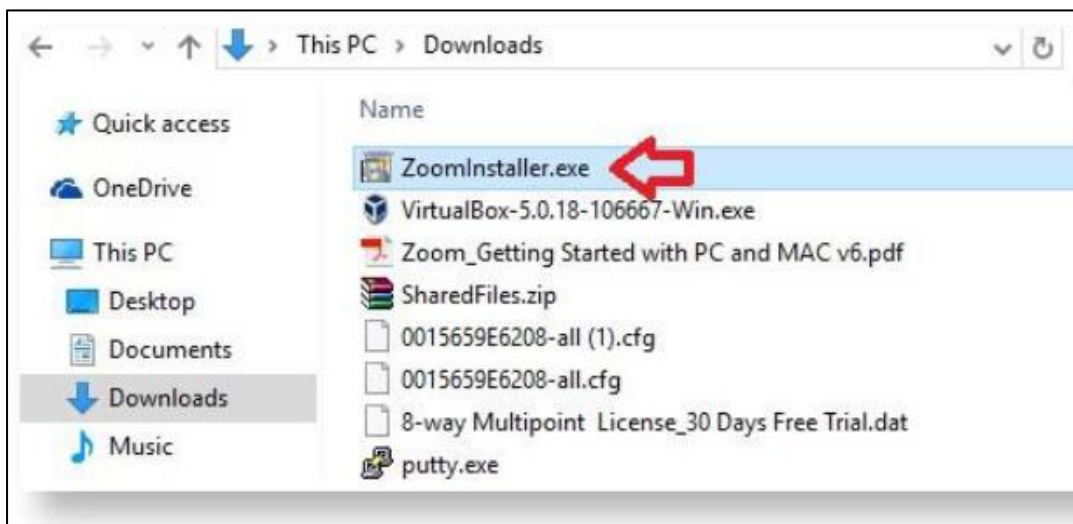 This PC > Downloads
Quick access
OneDrive
This PC
Desktop
Documents
Downloads
Music
Name
ZoomInstaller.exe
VirtualBox-5.0.18-106667-Win.exe
Zoom_Getting Started with PC and MAC v6.pdf
SharedFiles.zip
0015659E6208-all (1).cfg
0015659E6208-all.cfg
8-way Multipoint  License_30 Days Free Trial.dat
putty.exe